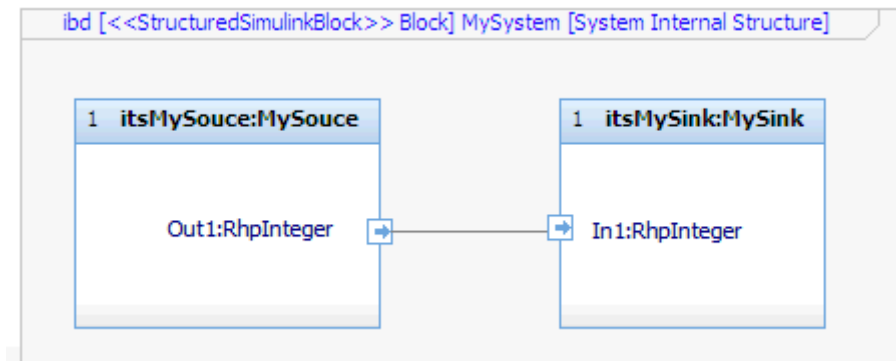 ibd [<<StructuredSimulinkBlock>> Block] MySystem [System Internal Structure]
1 itsMySouce:MySouce
1 itsMySink:MySink
Out1:RhpInteger
In1:RhpInteger